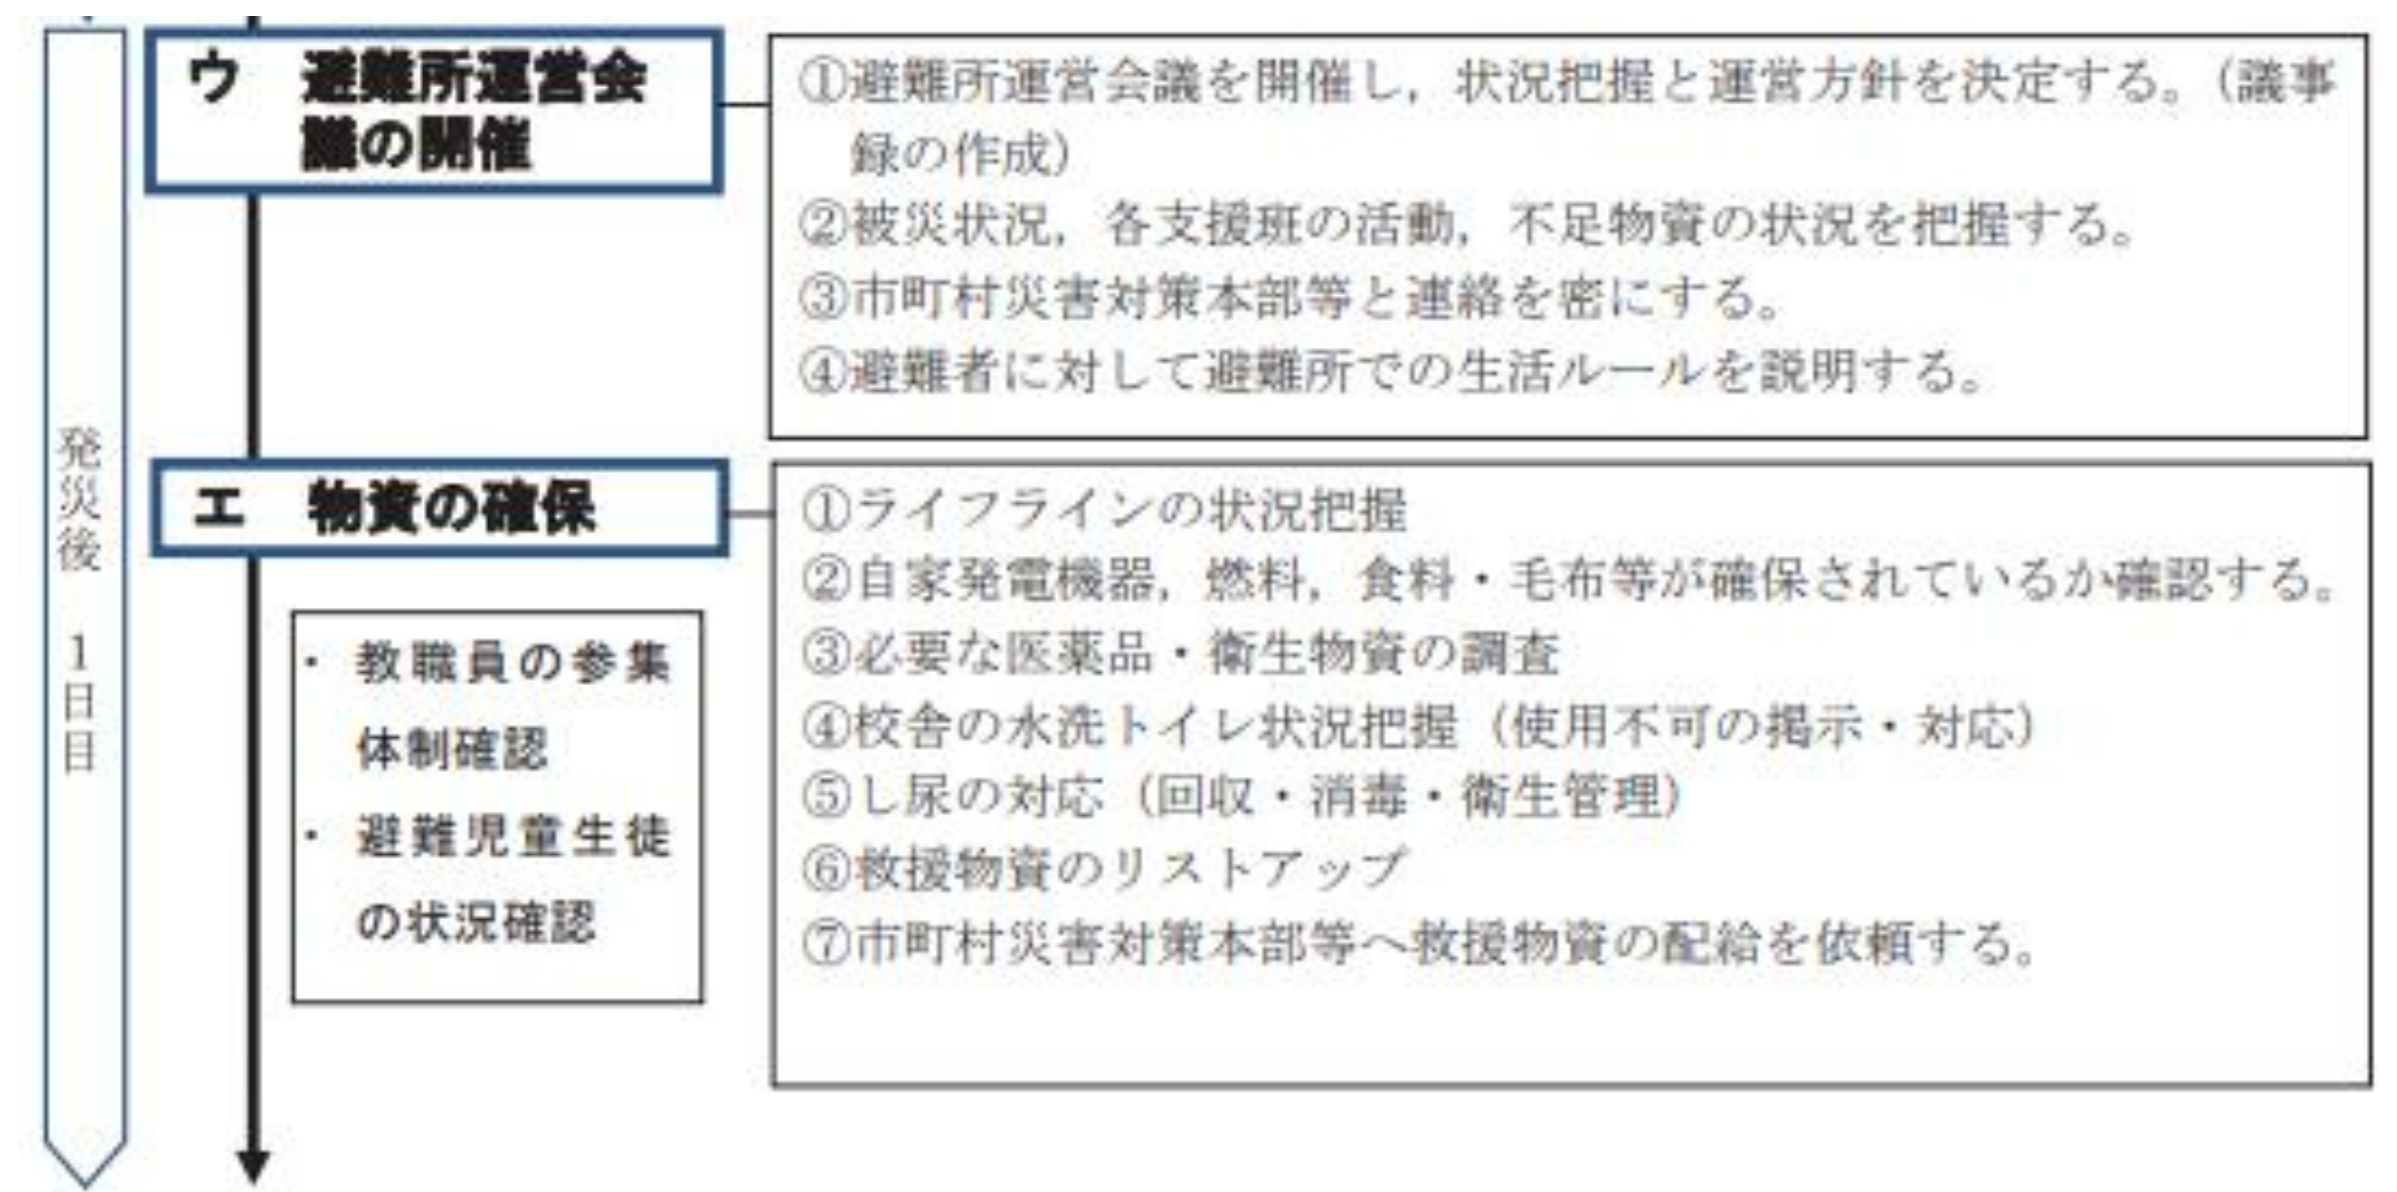 発災後　1日目
ウ　避難所運営会
議の開催
①避難所運営会議を開催し，状況把握と運営方針を決定する。（議事
録の作成）
②被災状況，各支援班の活動，不足物資の状況を把握する。
③市町村災害対策本部等と連絡を密にする。
④避難者に対して避難所での生活ルールを説明する。
エ　物資の確保
・教職員の参集
体制確認
・避難児童生徒
の状況確認
①ライフラインの状況把握
②自家発電機器，燃料，食料・毛布等が確保されているか確認する。
③必要な医薬品・衛生物資の調査
④校舎の水洗トイレ状況把握（使用不可の掲示・対応）
⑤し尿の対応（回収・消毒・衛生管理）
⑥救援物資のリストアップ
⑦市町村災害対策本部等へ救援物資の配給を依頼する。